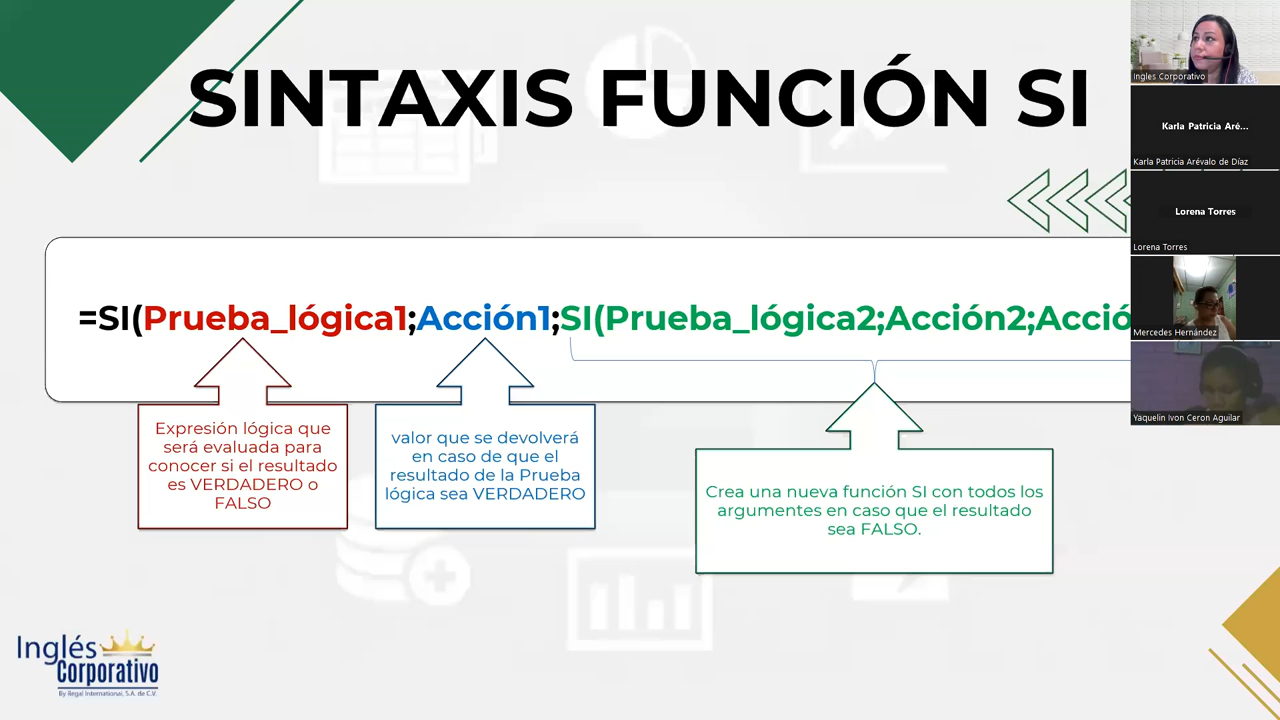 SINTAXIS FUNCIÓN SI
=SI(Prueba_lógica1;Acción1;SI(Prueba_lógica2;Acción2;Acció
Expresión lógica que
será evaluada para
conocer si el resultado
es VERDADERO o
FALSO
valor que se devolverá
en caso de que el
resultado de la Prueba
lógica sea VERDADERO
Crea una nueva función SI con todos los
argumentes en caso que el resultado
sea FALSO.
Inglés
Corporativo
By Regal International, S.A. de C.V.
Ingles Corporativo
Karla Patricia Aré...
Karla Patricia Arévalo de Díaz
Lorena Torres
Lorena Torres
Mercedes Hernández
Yaquelin Ivon Ceron Aguilar